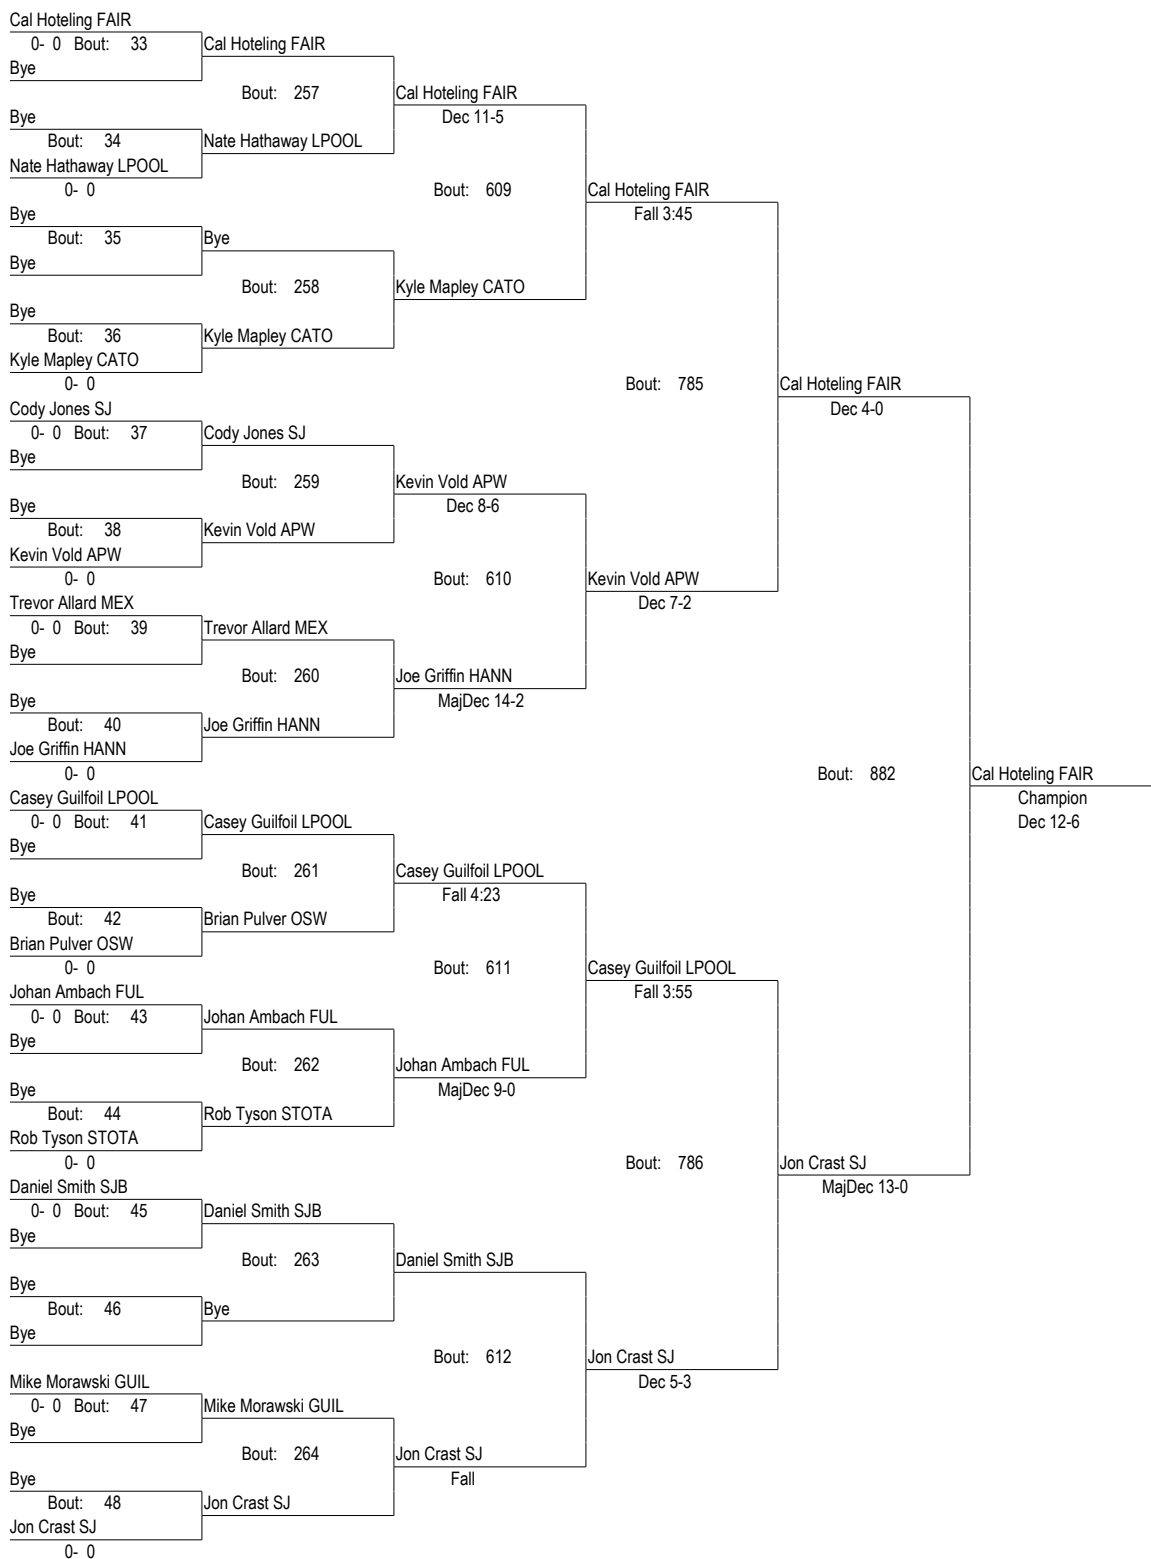 Cal Hoteling FAIR
0- 0 Bout: 33 Cal Hoteling FAIR
Bye
Bout: 257 Cal Hoteling FAIR
Bye Dec 11-5
Bout: 34 Nate Hathaway LPOOL
Nate Hathaway LPOOL
0- 0 Bout: 609 Cal Hoteling FAIR
Bye Fall 3:45
Bout: 35 Bye
Bye
Bout: 258 Kyle Mapley CATO
Bye
Bout: 36 Kyle Mapley CATO
Kyle Mapley CATO
0- 0 Bout: 785 Cal Hoteling FAIR
Cody Jones SJ Dec 4-0
0- 0 Bout: 37 Cody Jones SJ
Bye
Bout: 259 Kevin Vold APW
Bye Dec 8-6
Bout: 38 Kevin Vold APW
Kevin Vold APW
0- 0 Bout: 610 Kevin Vold APW
Trevor Allard MEX Dec 7-2
0- 0 Bout: 39 Trevor Allard MEX
Bye
Bout: 260 Joe Griffin HANN
Bye MajDec 14-2
Bout: 40 Joe Griffin HANN
Joe Griffin HANN
0- 0 Bout: 882 Cal Hoteling FAIR
Casey Guilfoil LPOOL Champion
0- 0 Bout: 41 Casey Guilfoil LPOOL Dec 12-6
Bye
Bout: 261 Casey Guilfoil LPOOL
Bye Fall 4:23
Bout: 42 Brian Pulver OSW
Brian Pulver OSW
0- 0 Bout: 611 Casey Guilfoil LPOOL
Johan Ambach FUL Fall 3:55
0- 0 Bout: 43 Johan Ambach FUL
Bye
Bout: 262 Johan Ambach FUL
Bye MajDec 9-0
Bout: 44 Rob Tyson STOTA
Rob Tyson STOTA
0- 0 Bout: 786 Jon Crast SJ
Daniel Smith SJB MajDec 13-0
0- 0 Bout: 45 Daniel Smith SJB
Bye
Bout: 263 Daniel Smith SJB
Bye
Bout: 46 Bye
Bye
Bout: 612 Jon Crast SJ
Mike Morawski GUIL Dec 5-3
0- 0 Bout: 47 Mike Morawski GUIL
Bye
Bout: 264 Jon Crast SJ
Bye Fall
Bout: 48 Jon Crast SJ
Jon Crast SJ
0- 0